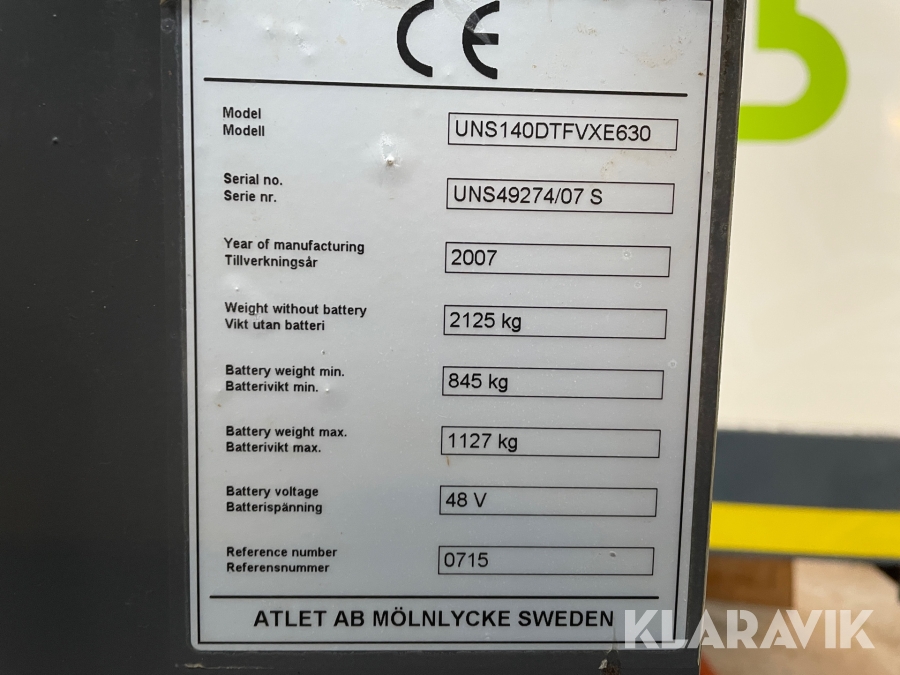 CE
Model
Modell
UNS140DTFVXE630
Serial no.
Serie nr.
UNS49274/07 S
Year of manufacturing
Tillverkningsår
2007
Weight without battery
Vikt utan batteri
2125 kg
Battery weight min.
Batterivikt min.
845 kg
Battery weight max.
Batterivikt max.
1127 kg
Battery voltage
Batterispänning
48 V
Reference number
Referensnummer
0715
ATLET AB MÖLNLYCKE SWEDEN
KLARAVIK